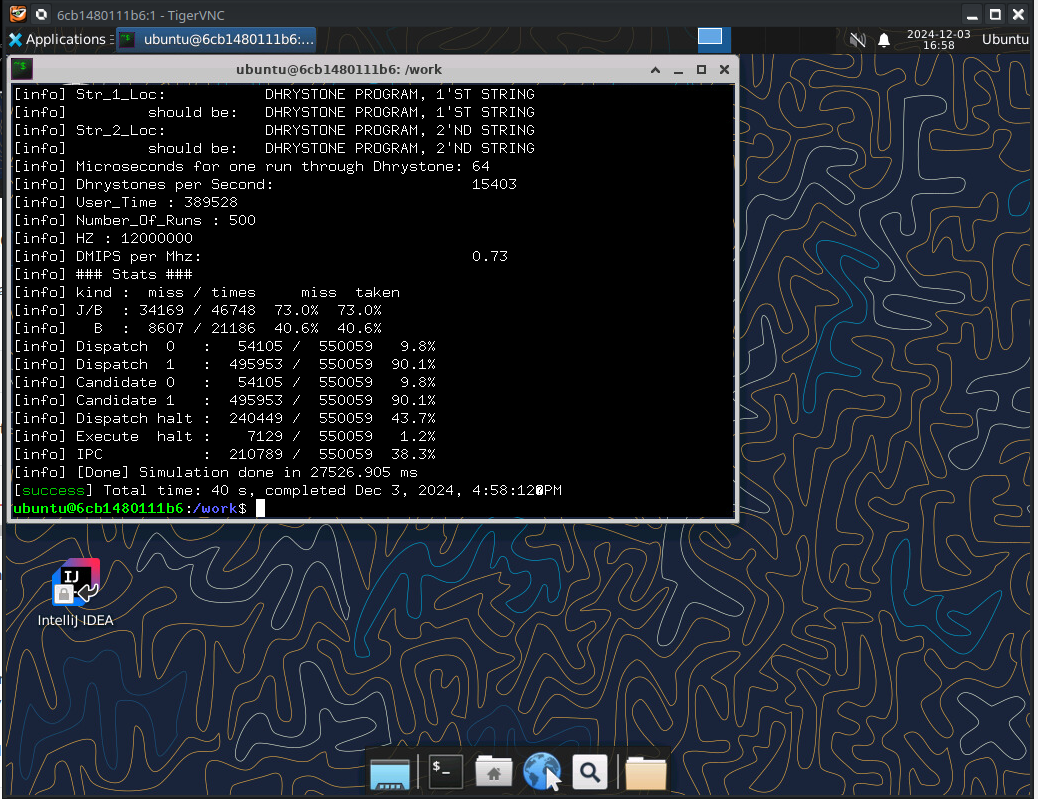 6cb1480111b6:1 - TigerVNC
Applications
ubuntu@6cb1480111b6:...
2024-12-03
16:58
Ubuntu
ubuntu@6cb1480111b6: /work
[info] Str_1_Loc:           DHRYSTONE PROGRAM, 1'ST STRING
[info]         should be:   DHRYSTONE PROGRAM, 1'ST STRING
[info] Str_2_Loc:           DHRYSTONE PROGRAM, 2'ND STRING
[info]         should be:   DHRYSTONE PROGRAM, 2'ND STRING
[info] Microseconds for one run through Dhrystone: 64
[info] Dhrystones per Second:                      15403
[info] User_Time : 389528
[info] Number_Of_Runs : 500
[info] HZ : 12000000
[info] DMIPS per Mhz:                              0.73
[info] ### Stats ###
[info] kind :  miss / times     miss  taken
[info] J/B  : 34169 / 46748  73.0%  73.0%
[info]   B  :  8607 / 21186  40.6%  40.6%
[info] Dispatch  0   :   54105 /  550059   9.8%
[info] Dispatch  1   :  495953 /  550059  90.1%
[info] Candidate 0   :   54105 /  550059   9.8%
[info] Candidate 1   :  495953 /  550059  90.1%
[info] Dispatch halt :  240449 /  550059  43.7%
[info] Execute  halt :    7129 /  550059   1.2%
[info] IPC           :  210789 /  550059  38.3%
[info] [Done] Simulation done in 27526.905 ms
[success] Total time: 40 s, completed Dec 3, 2024, 4:58:12�PM
ubuntu@6cb1480111b6:/work$
IJ
IntelliJ IDEA
$_